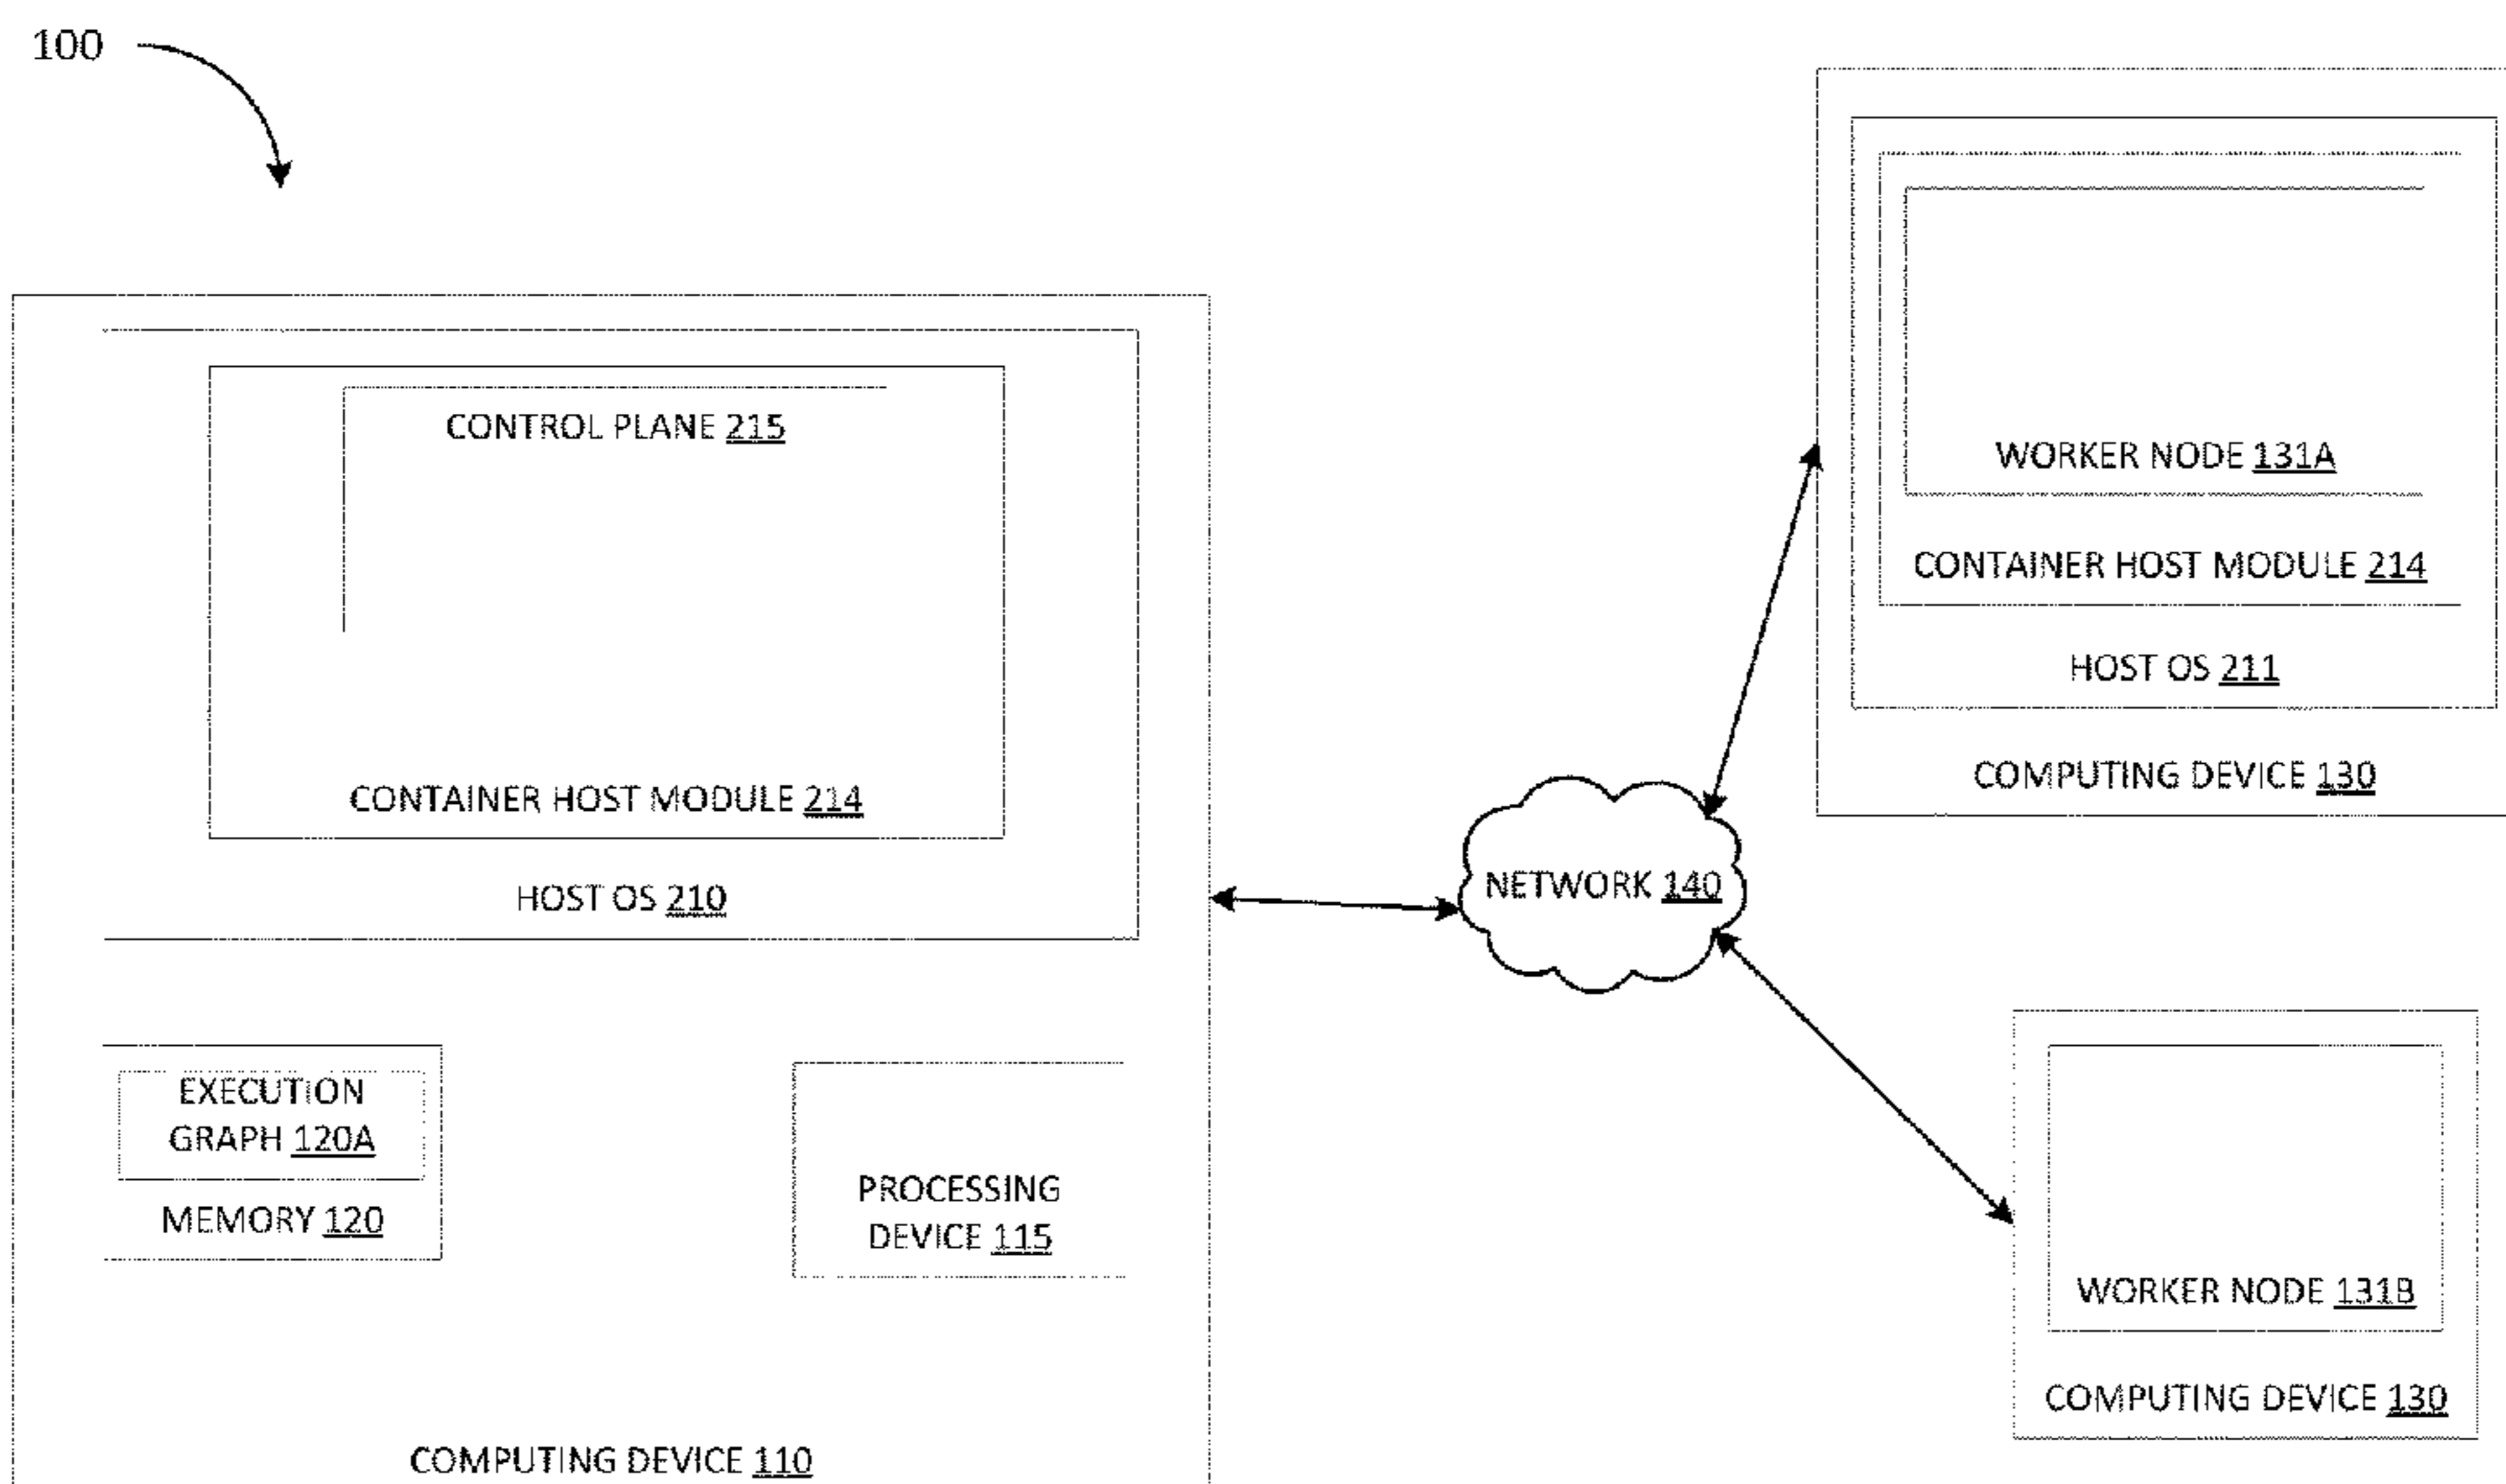 100
CONTROL PLANE 215
CONTAINER HOST MODULE 214
HOST OS 210
EXECUTION
GRAPH 120A
MEMORY 120
PROCESSING
DEVICE 115
COMPUTING DEVICE 110
NETWORK 140
WORKER NODE 131A
CONTAINER HOST MODULE 214
HOST OS 211
COMPUTING DEVICE 130
WORKER NODE 131B
COMPUTING DEVICE 130